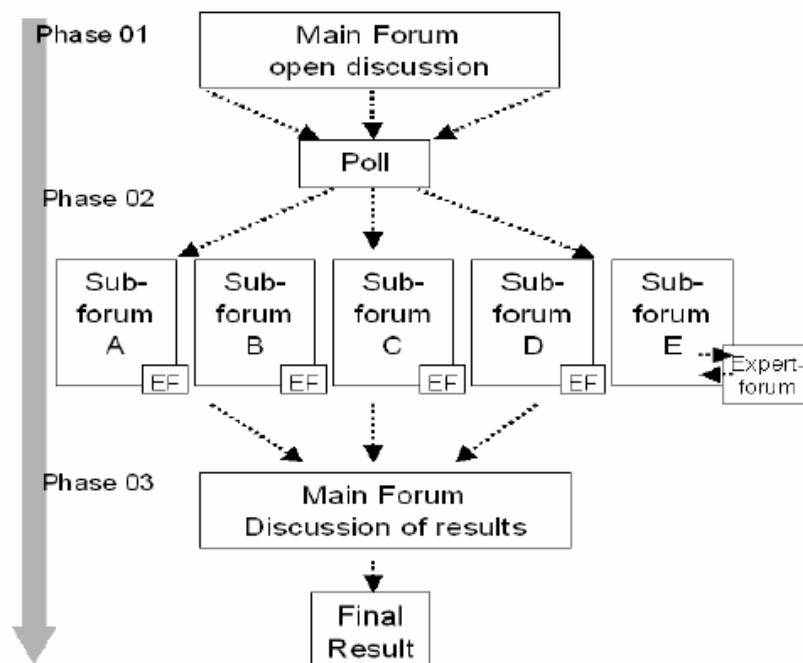 Phase 01
Main Forum
open discussion
Poll
Phase 02
Sub-
forum
A
EF
Sub-
forum
B
EF
Sub-
forum
C
EF
Sub-
forum
D
EF
Sub-
forum
E
Expert-
forum
Phase 03
Main Forum
Discussion of results
Final
Result